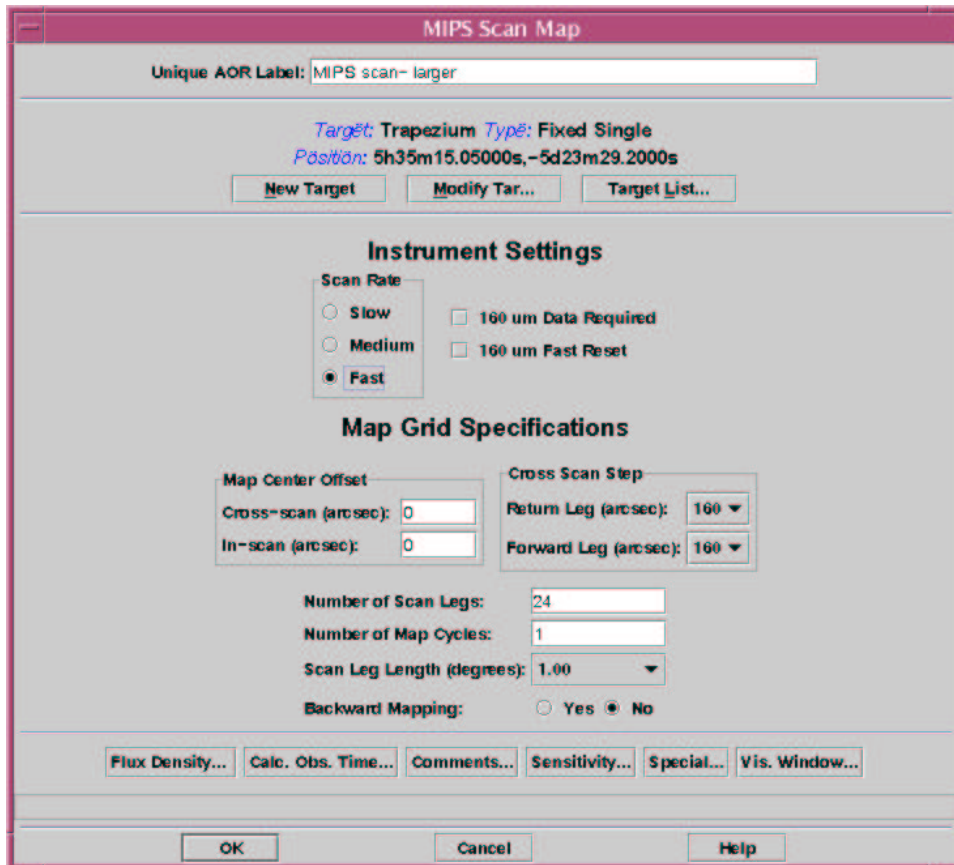 MIPS Scan Map
Unique AOR Label: MIPS scan- larger
Target: Trapezium Type: Fixed Single
Position: 5h35m15.05000s,-5d23m29.2000s
New Target Modify Tar... Target List...
Instrument Settings
Scan Rate
Slow
Medium
Fast
160 um Data Required
160 um Fast Reset
Map Grid Specifications
Map Center Offset
Cross-scan (arcsec): 0
In-scan (arcsec): 0
Cross Scan Step
Return Leg (arcsec): 160
Forward Leg (arcsec): 160
Number of Scan Legs: 24
Number of Map Cycles: 1
Scan Leg Length (degrees): 1.00
Backward Mapping: Yes No
Flux Density... Calc. Obs. Time... Comments... Sensitivity... Special... Vis. Window...
OK Cancel Help